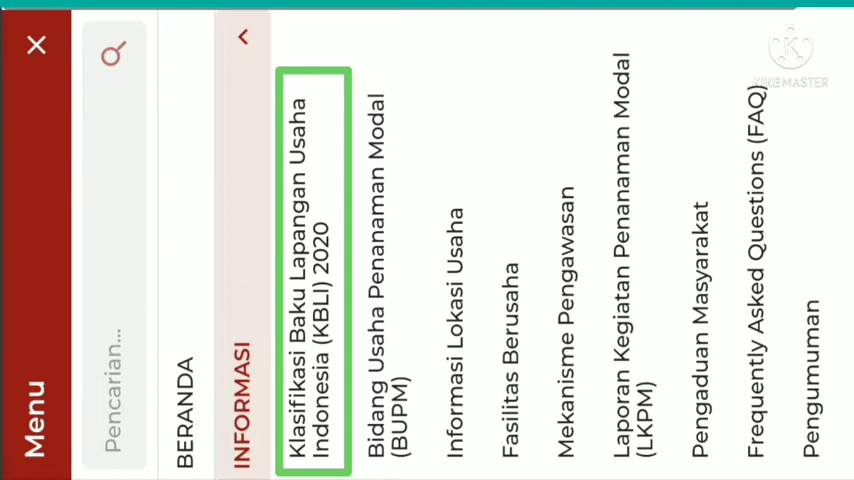 Menu
Pencarian...
BERANDA
INFORMASI
Klasifikasi Baku Lapangan Usaha
Indonesia (KBLI) 2020
Bidang Usaha Penanaman Modal
(BUPM)
Informasi Lokasi Usaha
Fasilitas Berusaha
Mekanisme Pengawasan
Laporan Kegiatan Penanaman Modal
(LKPM)
Pengaduan Masyarakat
Frequently Asked Questions (FAQ)
Pengumuman
K
KINEMASTER